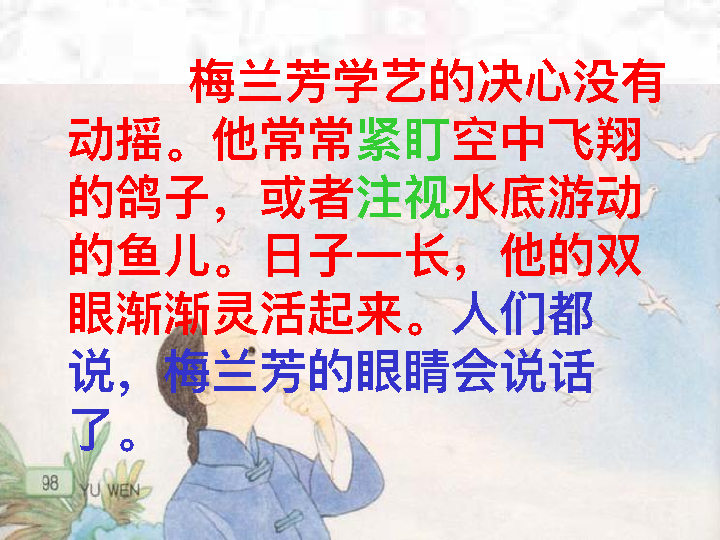 梅兰芳学艺的决心没有
动摇。他常常紧盯空中飞翔
的鸽子，或者注视水底游动
的鱼儿。日子一长，他的双
眼渐渐灵活起来。人们都
说，梅兰芳的眼睛会说话
了。
98 YU WEN